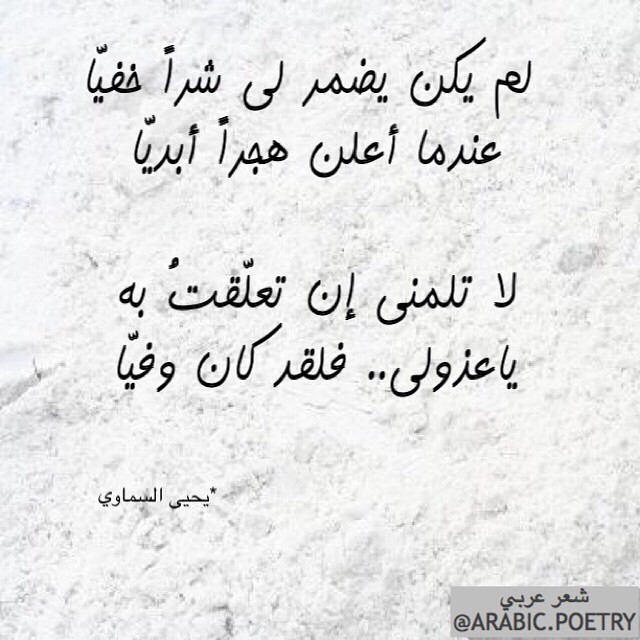 لم يكن يضمر لى شراً خفيّا
عندما أعلن هجراً أبديّا
لا تلمنى إن تعلّقتُ به
ياعذولى.. فلقد كان وفيّا
*يحيى السماوي
شعر عربي
@ARABIC.POETRY